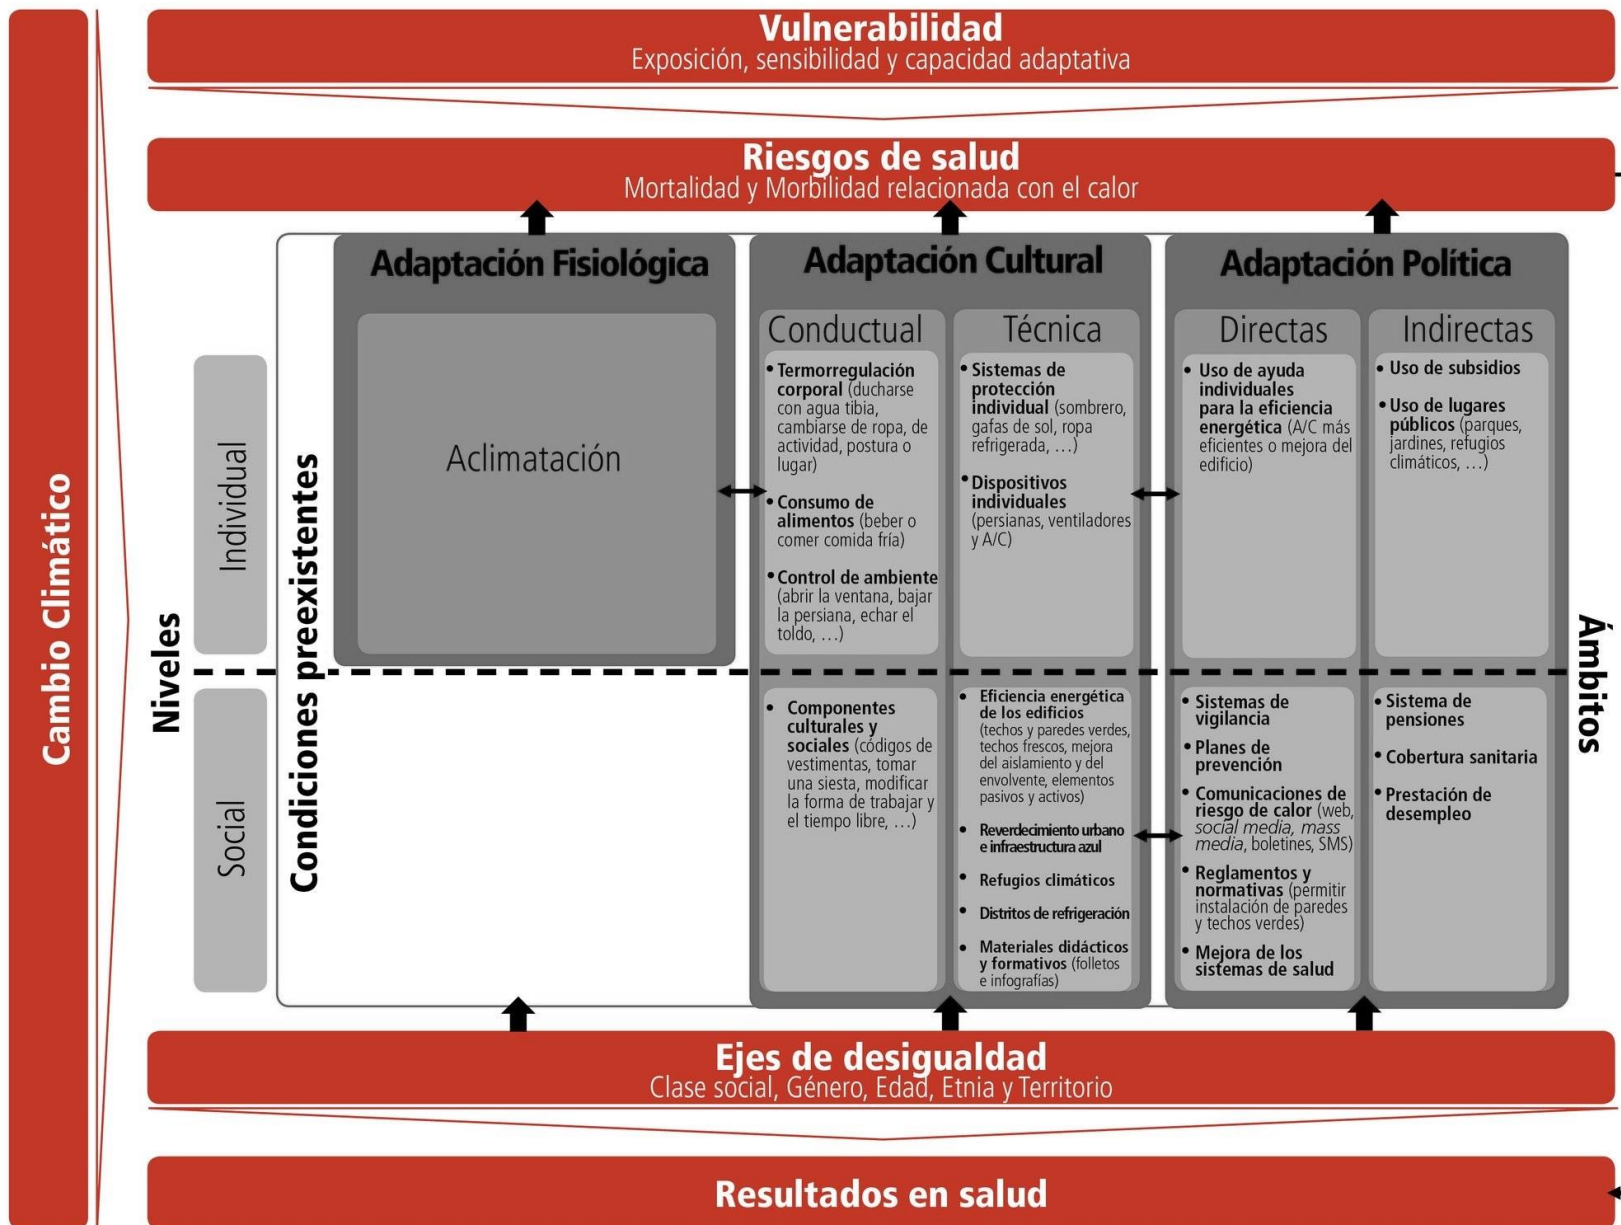 Cambio Climático
Vulnerabilidad
Exposición, sensibilidad y capacidad adaptativa
Riesgos de salud
Mortalidad y Morbilidad relacionada con el calor
Niveles
Individual
Social
Condiciones preexistentes
Adaptación Fisiológica
Aclimatación
Adaptación Cultural
Conductual
• Termorregulación
corporal (ducharse
con agua tibia,
cambiarse de ropa, de
actividad, postura o
lugar)
• Consumo de
alimentos (beber o
comer comida fría)
• Control de ambiente
(abrir la ventana, bajar
la persiana, echar el
toldo, …)
• Componentes
culturales y
sociales (códigos de
vestimentas, tomar
una siesta, modificar
la forma de trabajar y
el tiempo libre, …)
Técnica
• Sistemas de
protección
individual (sombrero,
gafas de sol, ropa
refrigerada, …)
• Dispositivos
individuales
(persianas, ventiladores
y A/C)
• Eficiencia energética
de los edificios
(techos y paredes verdes,
techos frescos, mejora
del aislamiento y del
envolvente, elementos
pasivos y activos)
• Reverdecimiento urbano
e infraestructura azul
• Refugios climáticos
• Distritos de refrigeración
• Materiales didácticos
y formativos (folletos
e infografías)
Adaptación Política
Directas
• Uso de ayuda
individuales
para la eficiencia
energética (A/C más
eficientes o mejora del
edificio)
• Sistemas de
vigilancia
• Planes de
prevención
• Comunicaciones de
riesgo de calor (web,
social media, mass
media, boletines, SMS)
• Reglamentos y
normativas (permitir
instalación de paredes
y techos verdes)
• Mejora de los
sistemas de salud
Indirectas
• Uso de subsidios
• Uso de lugares
públicos (parques,
jardines, refugios
climáticos, …)
• Sistema de
pensiones
• Cobertura sanitaria
• Prestación de
desempleo
Ámbitos
Ejes de desigualdad
Clase social, Género, Edad, Etnia y Territorio
Resultados en salud